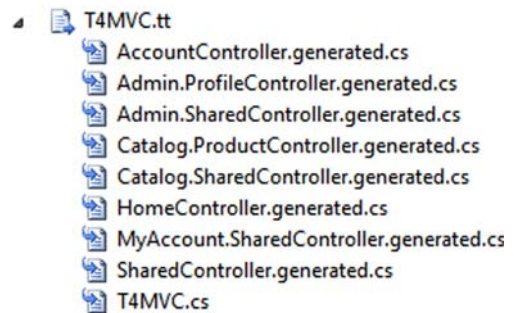 T4MVC.tt
AccountController.generated.cs
Admin.ProfileController.generated.cs
Admin.SharedController.generated.cs
Catalog.ProductController.generated.cs
Catalog.SharedController.generated.cs
HomeController.generated.cs
MyAccount.SharedController.generated.cs
SharedController.generated.cs
T4MVC.cs